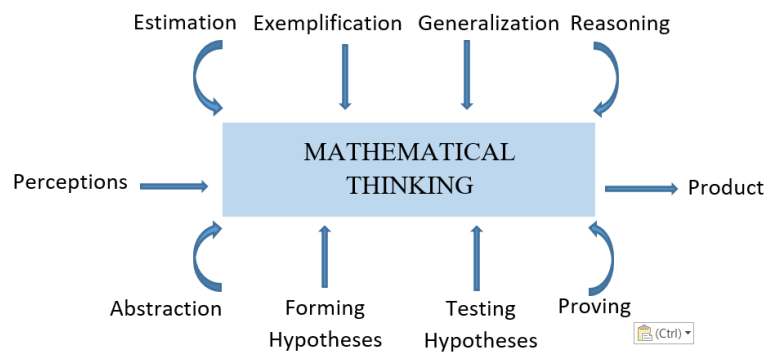 Estimation Exemplification Generalization Reasoning
MATHEMATICAL
THINKING
Perceptions
Product
Abstraction
Forming
Hypotheses
Testing
Hypotheses
Proving
(Ctrl)